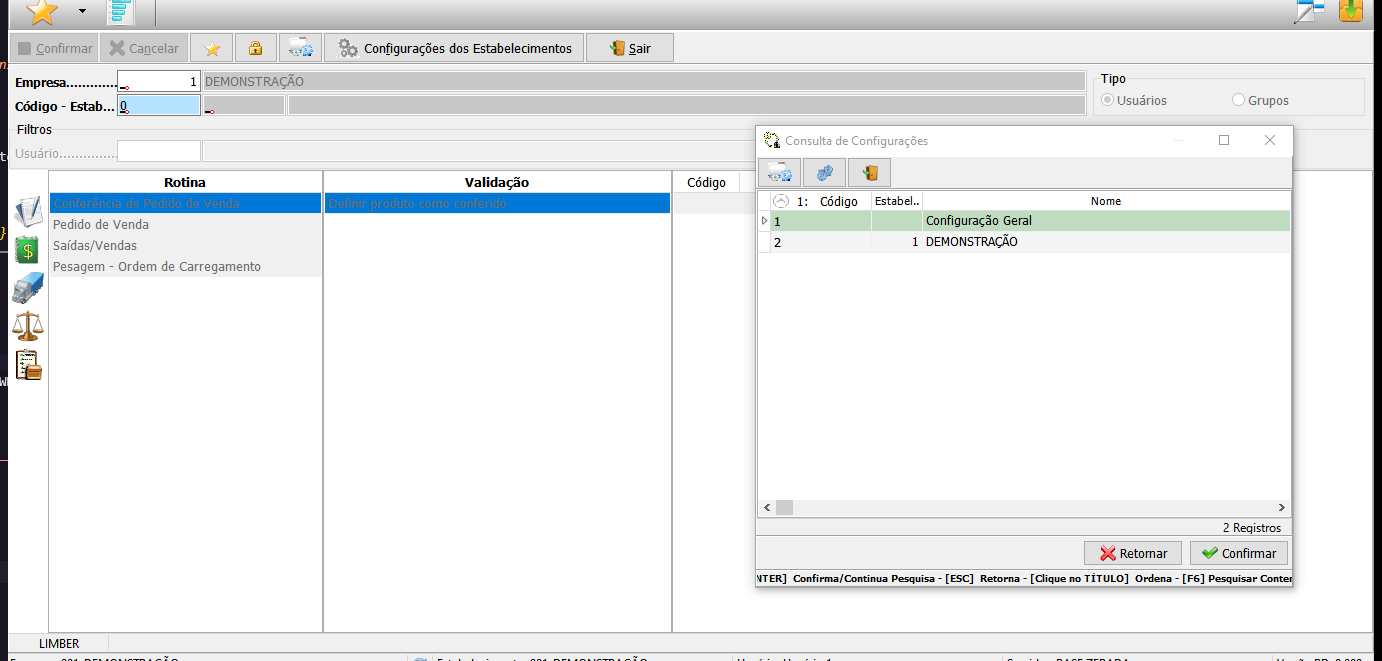 Confirmar Cancelar Configurações dos Estabelecimentos Sair
Empresa............. 1 DEMONSTRAÇÃO
Código - Estab... 0
Tipo
Usuários Grupos
Filtros
Usuário..............
Rotina Validação Código
Conferência de Pedido de Venda Definir produto como conferido
Pedido de Venda
Saídas/Vendas
Pesagem - Ordem de Carregamento
Consulta de Configurações
1: Código Estabel.. Nome
1 Configuração Geral
2 1 DEMONSTRAÇÃO
2 Registros
Retornar Confirmar
NTER] Confirma/Continua Pesquisa - [ESC] Retorna - [Clique no TÍTULO] Ordena - [F6] Pesquisar Conter
LIMBER